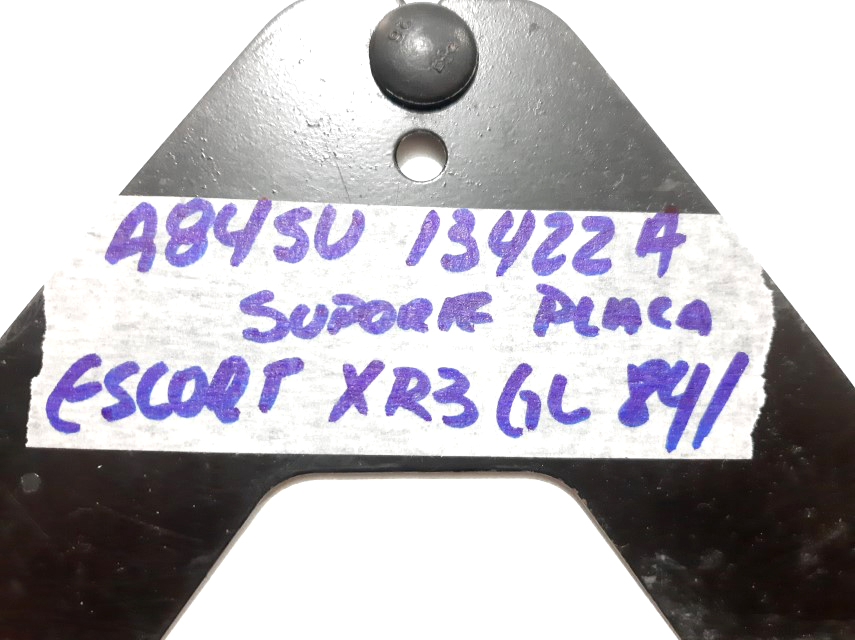 A84SU 13422 A
SUPORTE PLACA
ESCORT XR3 GL 84/